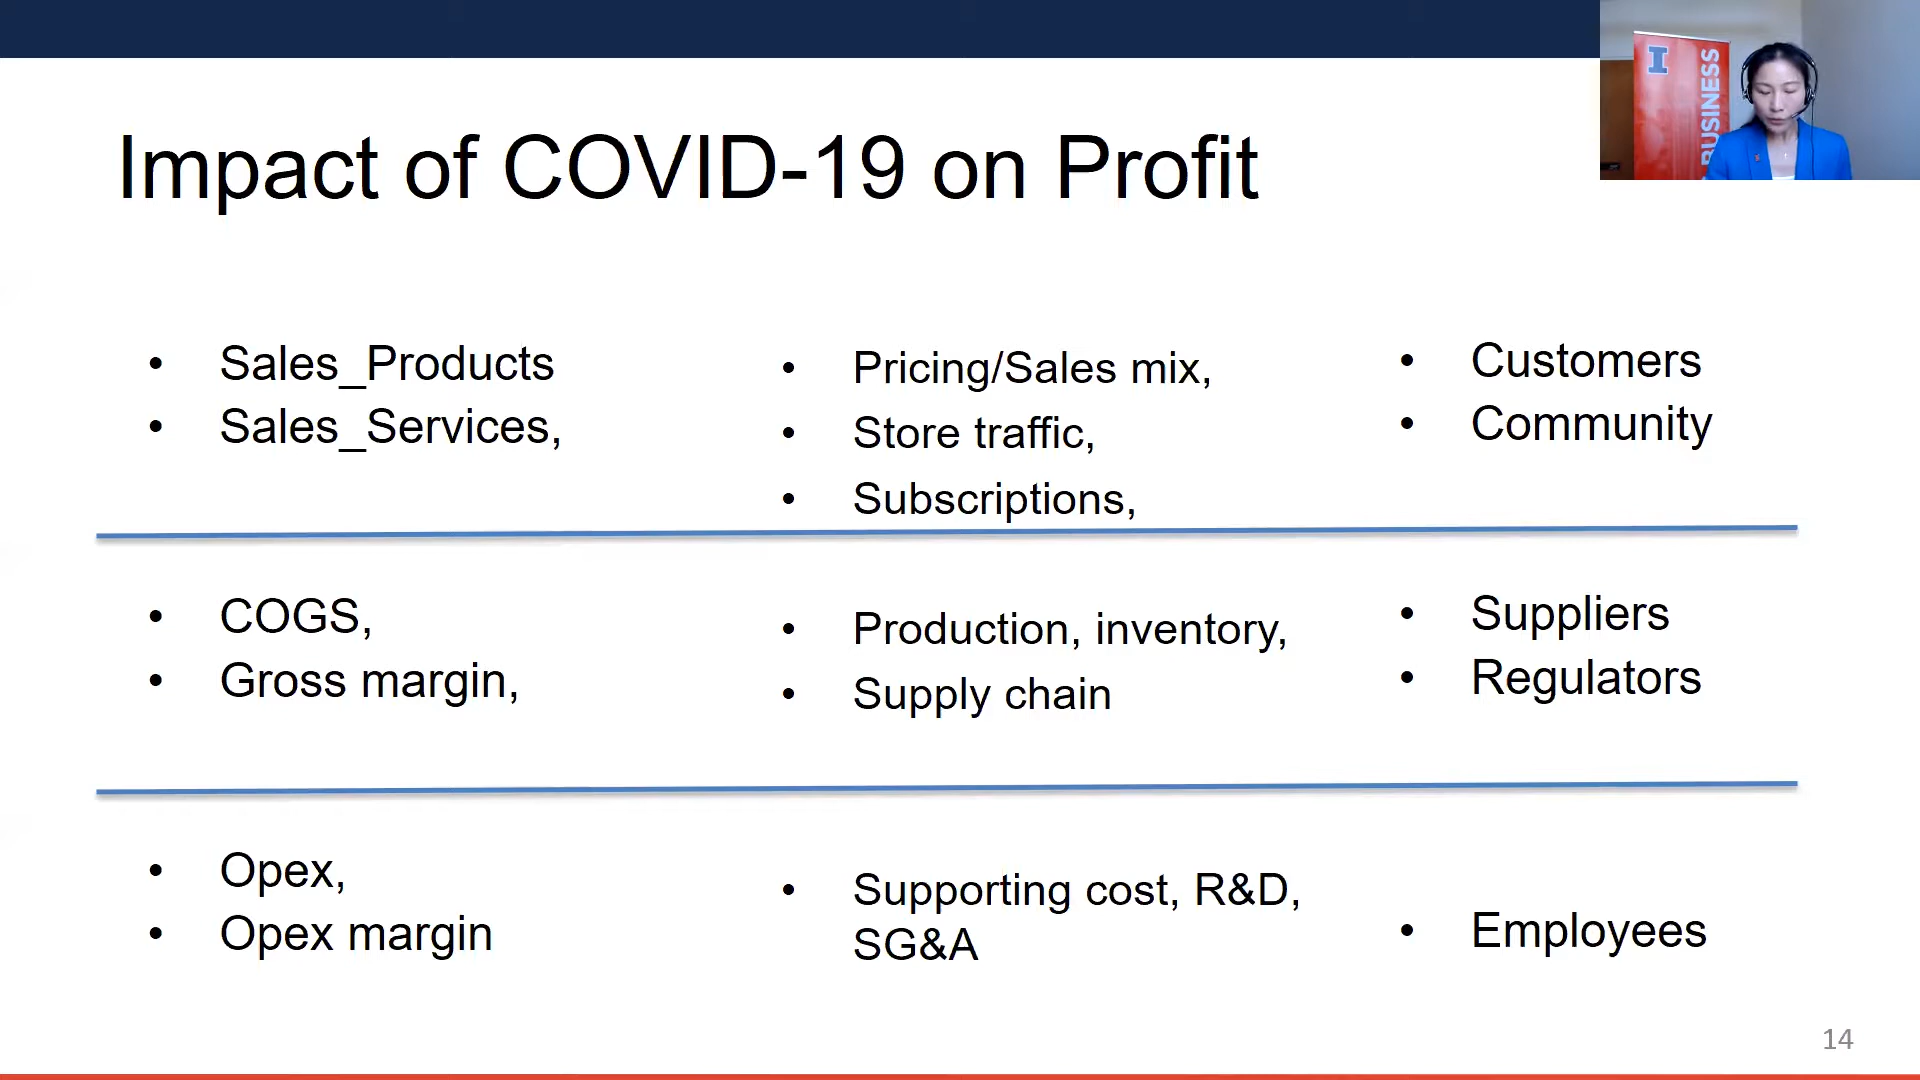 Impact of COVID-19 on Profit
I
BUSINESS
• Sales_Products
• Sales_Services,
• Pricing/Sales mix,
• Store traffic,
• Subscriptions,
• Customers
• Community
• COGS,
• Gross margin,
• Production, inventory,
• Supply chain
• Suppliers
• Regulators
• Opex,
• Opex margin
• Supporting cost, R&D,
SG&A
• Employees
14